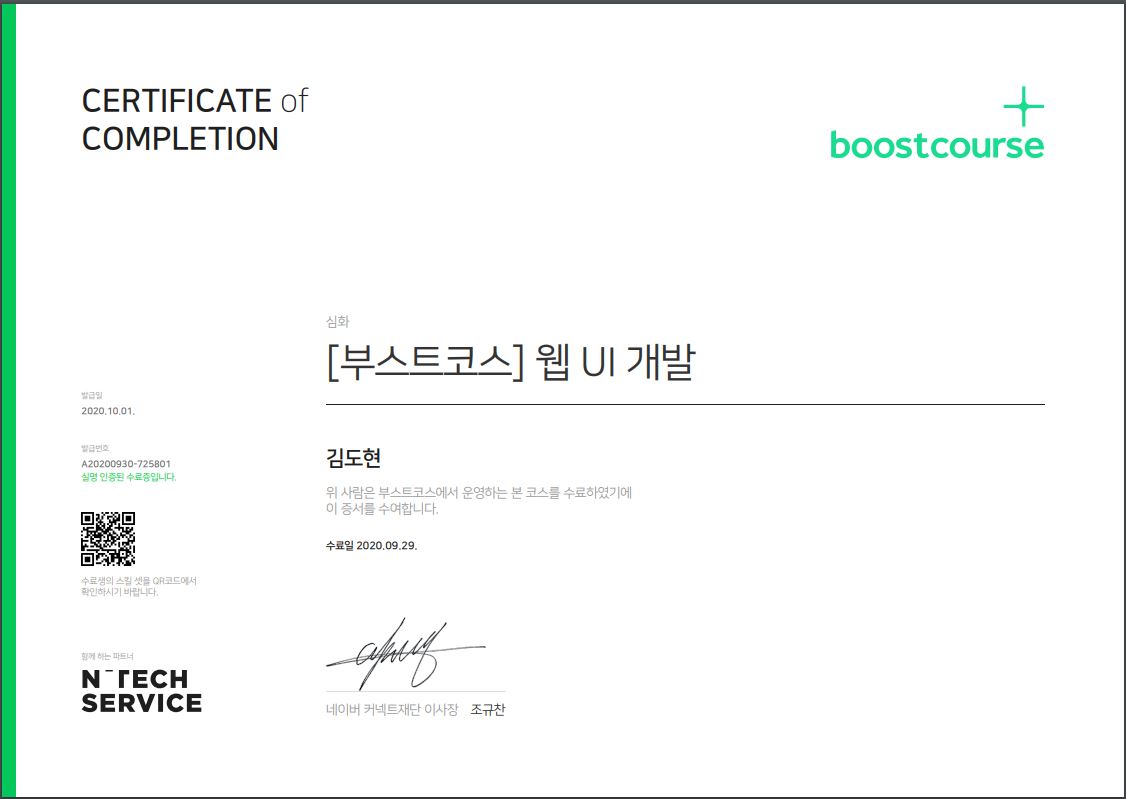 CERTIFICATE of
COMPLETION
boostcourse
심화
[부스트코스] 웹 UI 개발
발급일
2020.10.01.
발급번호
A20200930-725801
실명 인증된 수료증입니다.
수료생의 스킬 셋을 QR코드에서
확인하시기 바랍니다.
함께 하는 파트너
N TECH
SERVICE
김도현
위 사람은 부스트코스에서 운영하는 본 코스를 수료하였기에
이 증서를 수여합니다.
수료일 2020.09.29.
네이버 커넥트재단 이사장 조규찬